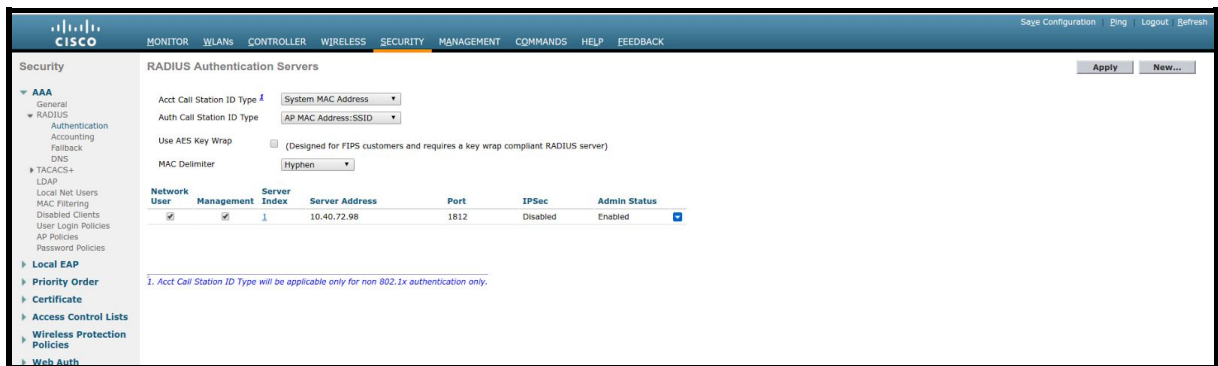 Save Configuration | Ping | Logout | Refresh
CISCO
MONITOR WLANs CONTROLLER WIRELESS SECURITY MANAGEMENT COMMANDS HELP FEEDBACK
Security
AAA
General
RADIUS
Authentication
Accounting
Fallback
DNS
TACACS+
LDAP
Local Net Users
MAC Filtering
Disabled Clients
User Login Policies
AP Policies
Password Policies
Local EAP
Priority Order
Certificate
Access Control Lists
Wireless Protection
Policies
Web Auth
RADIUS Authentication Servers
Apply New...
Acct Call Station ID Type 1 System MAC Address
Auth Call Station ID Type AP MAC Address:SSID
Use AES Key Wrap (Designed for FIPS customers and requires a key wrap compliant RADIUS server)
MAC Delimiter Hyphen
Network User Management Server Index Server Address Port IPSec Admin Status
1 10.40.72.98 1812 Disabled Enabled
1. Acct Call Station ID Type will be applicable only for non 802.1x authentication only.